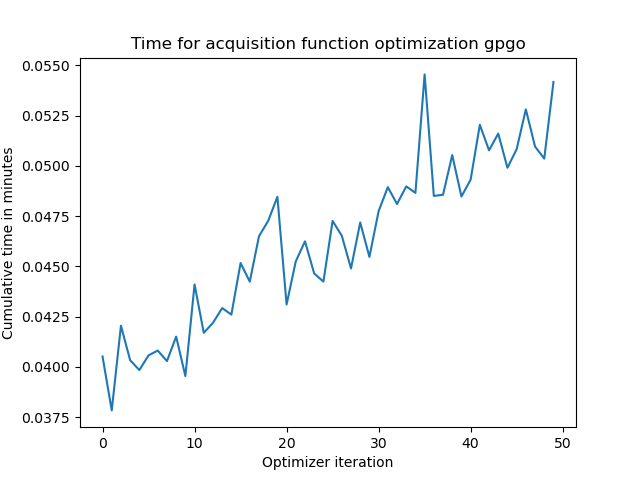 Time for acquisition function optimization gpgo
0.0550
0.0525
0.0500
0.0475
0.0450
0.0425
0.0400
0.0375
Cumulative time in minutes
0 10 20 30 40 50
Optimizer iteration